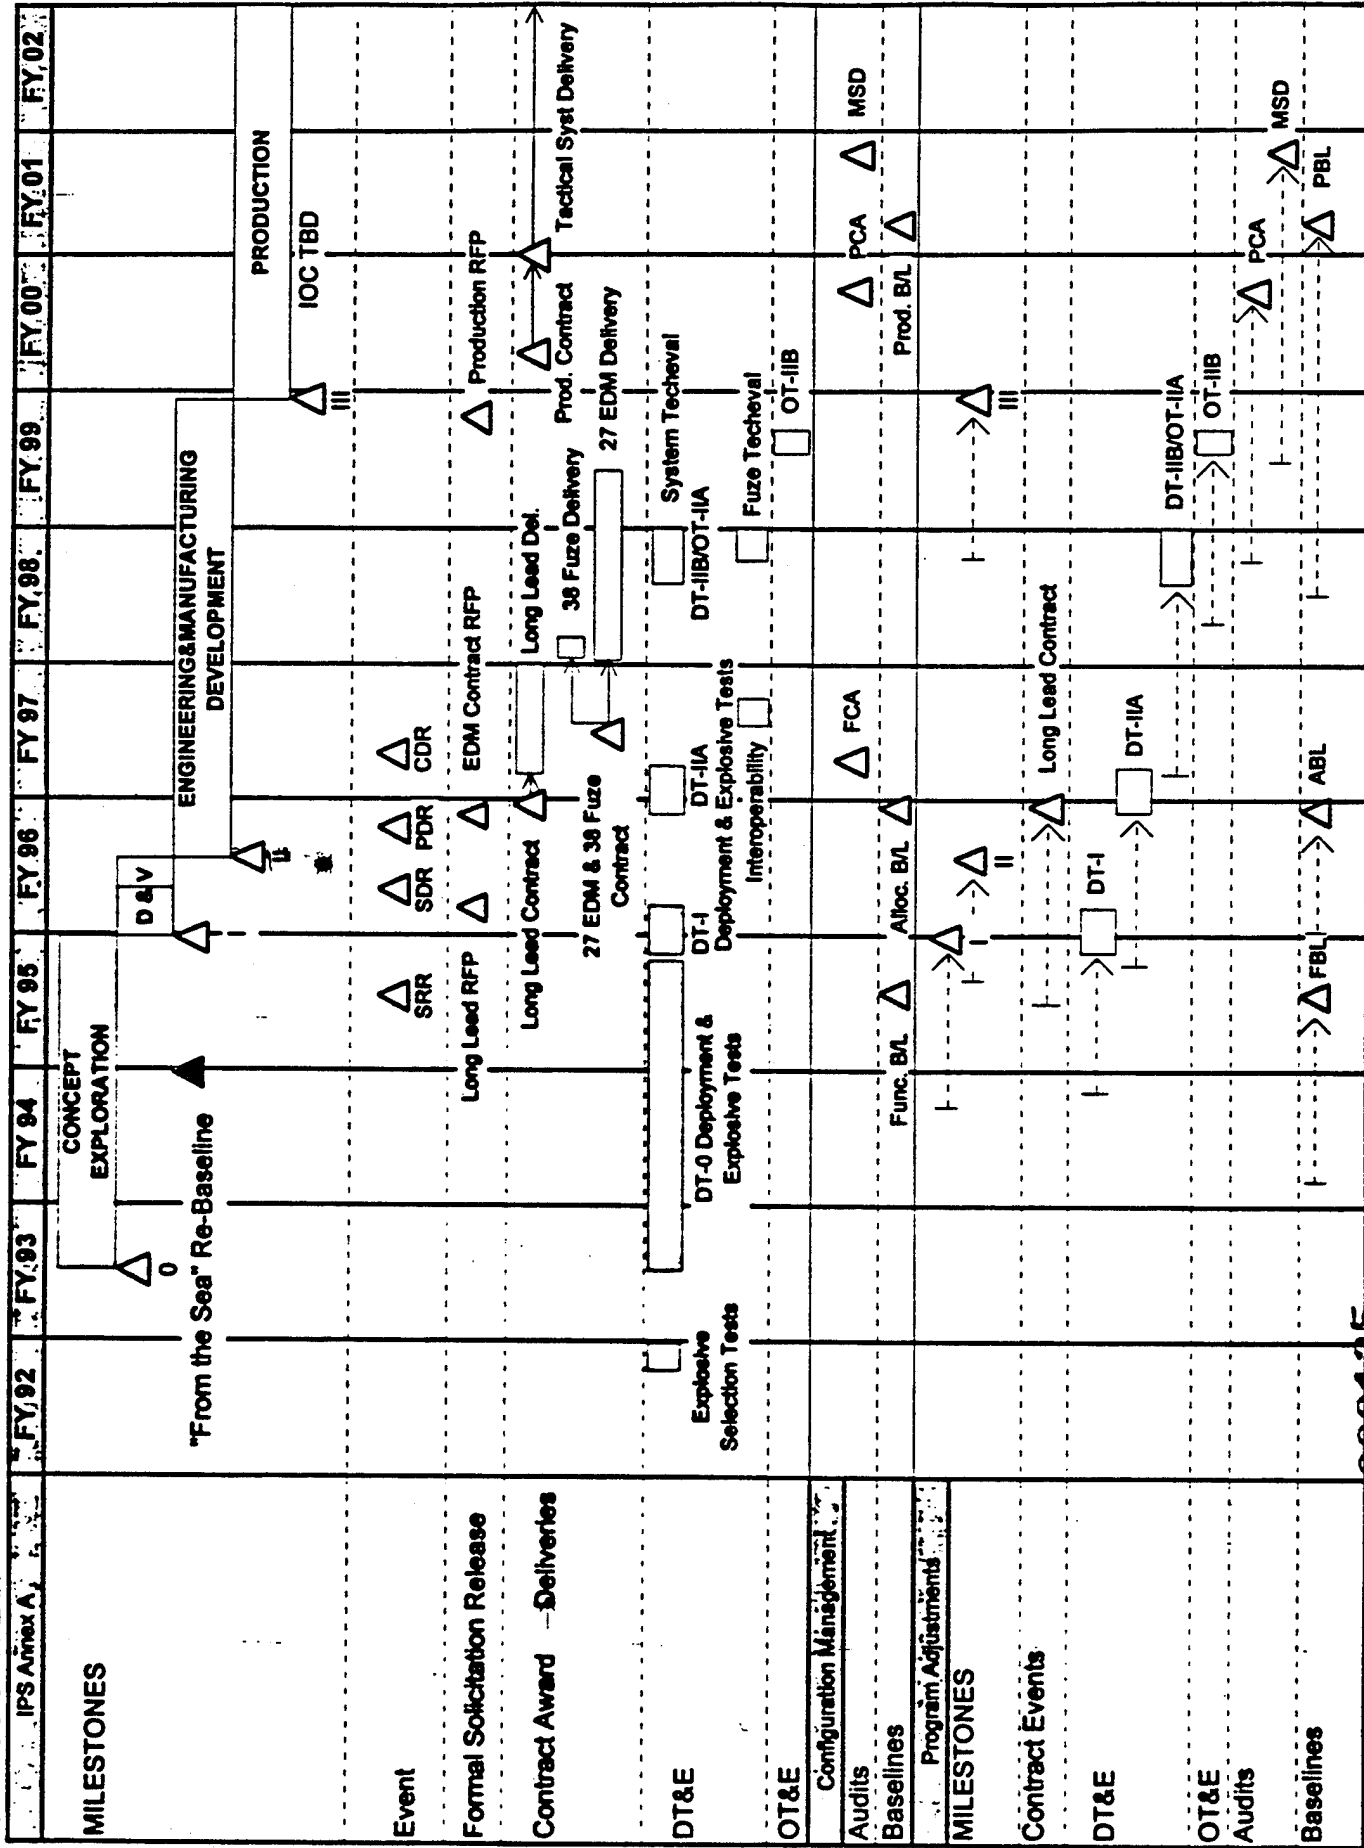 IPS Annex A
FY 92 FY 93 FY 94 FY 95 FY 96 FY 97 FY 98 FY 99 FY 00 FY 01 FY 02
MILESTONES
CONCEPT
EXPLORATION
D & V
ENGINEERING&MANUFACTURING
DEVELOPMENT
PRODUCTION
0
I
II
III
IOC TBD
"From the Sea" Re-Baseline
Event
SRR SDR PDR CDR
Formal Solicitation Release
Long Lead RFP
EDM Contract RFP
Production RFP
Contract Award Deliveries
Long Lead Contract
Long Lead Del.
Prod. Contract
Tactical Syst Delivery
38 Fuze Delivery
27 EDM & 38 Fuze
Contract
27 EDM Delivery
DT&E
Explosive
Selection Tests
DT-0 Deployment &
Explosive Tests
DT-I
DT-IIA
Deployment & Explosive Tests
Interoperability
System Techeval
DT-IIB/OT-IIA
Fuze Techeval
OT&E
OT-IIB
Configuration Management
Audits
FCA
PCA
MSD
Baselines
Func. B/L
Alloc. B/L
Prod. B/L
Program Adjustments
MILESTONES
I
II
III
Contract Events
Long Lead Contract
DT&E
DT-I
DT-IIA
DT-IIB/OT-IIA
OT&E
OT-IIB
Audits
PCA
MSD
Baselines
FBL
ABL
PBL